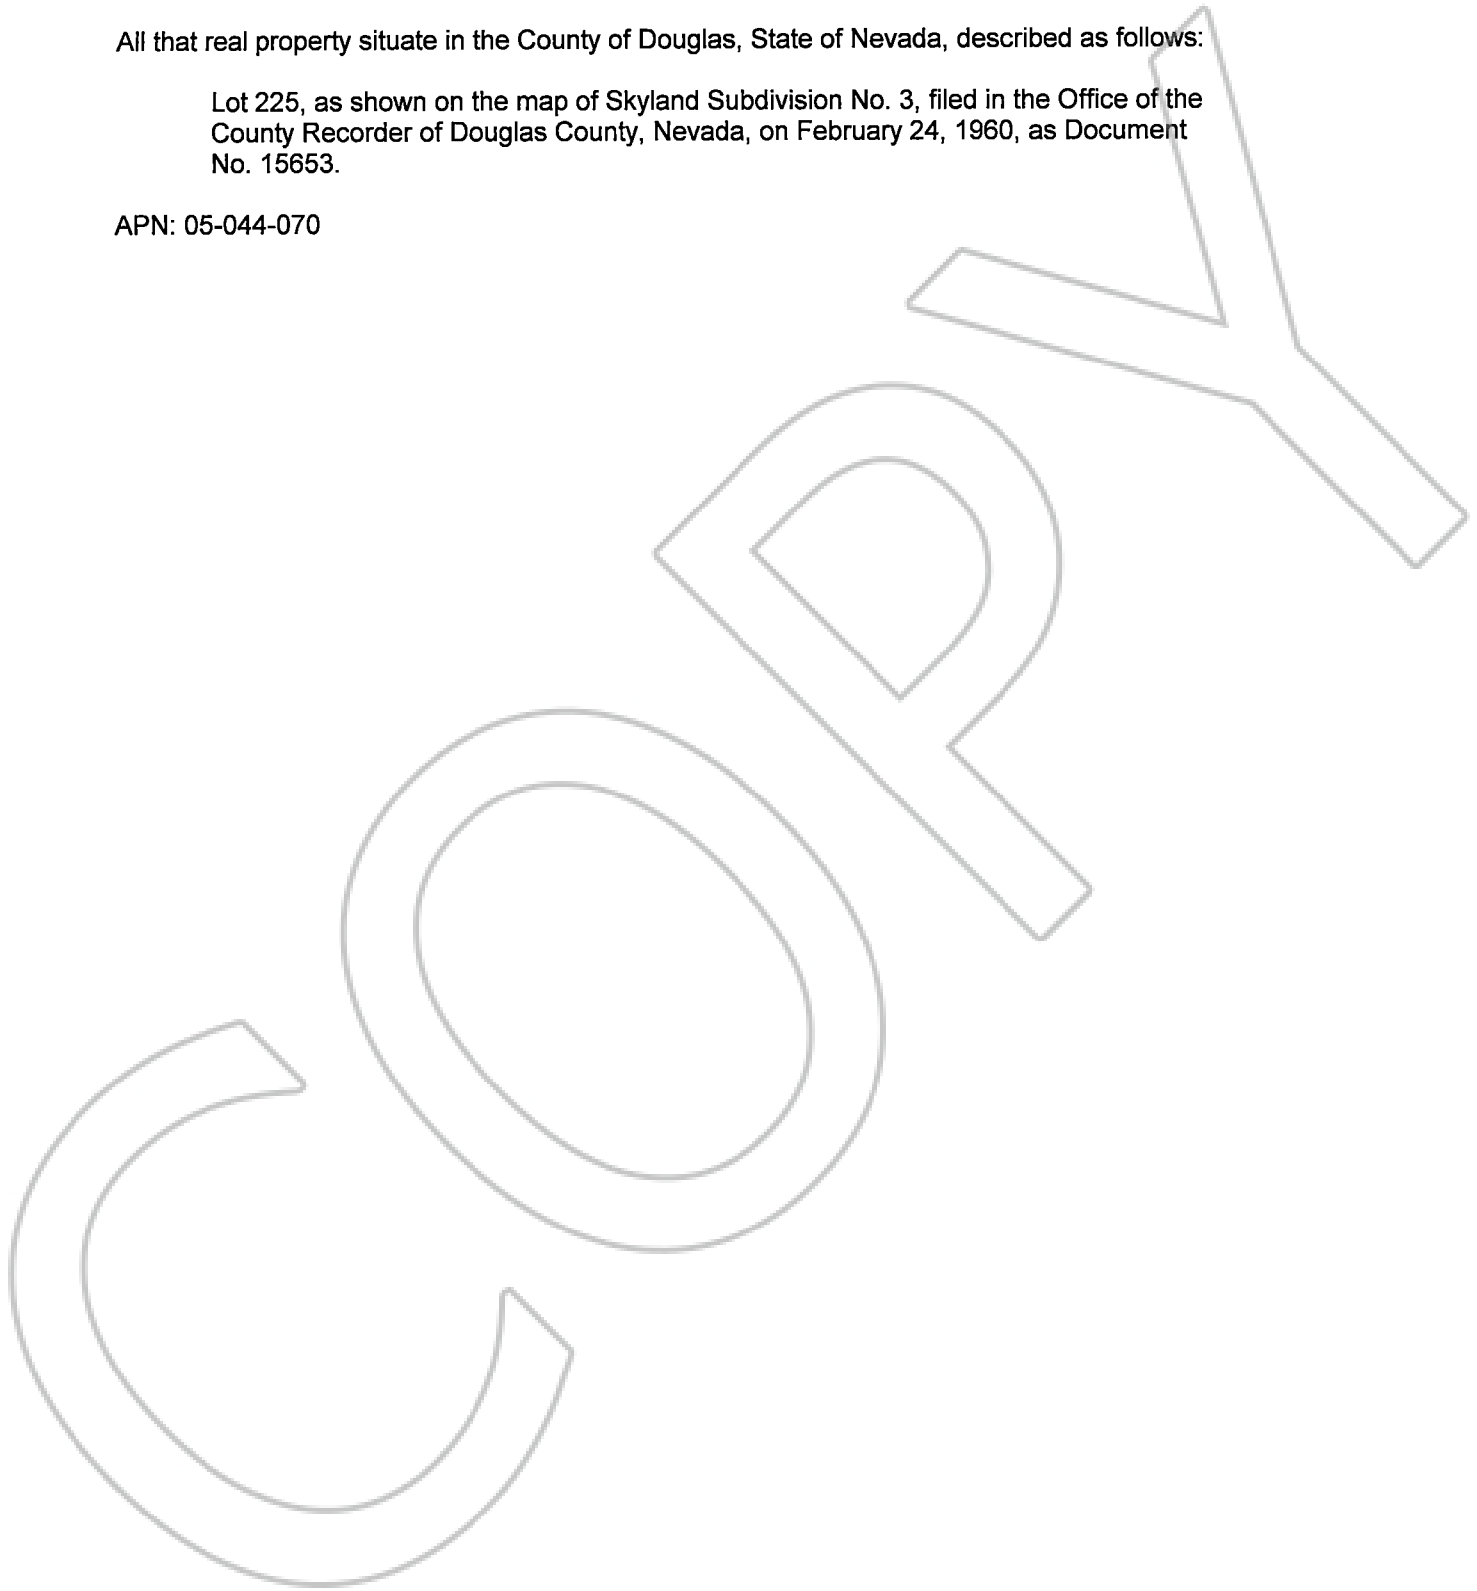 All that real property situate in the County of Douglas, State of Nevada, described as follows:
Lot 225, as shown on the map of Skyland Subdivision No. 3, filed in the Office of the
County Recorder of Douglas County, Nevada, on February 24, 1960, as Document
No. 15653.
APN: 05-044-070
COPY